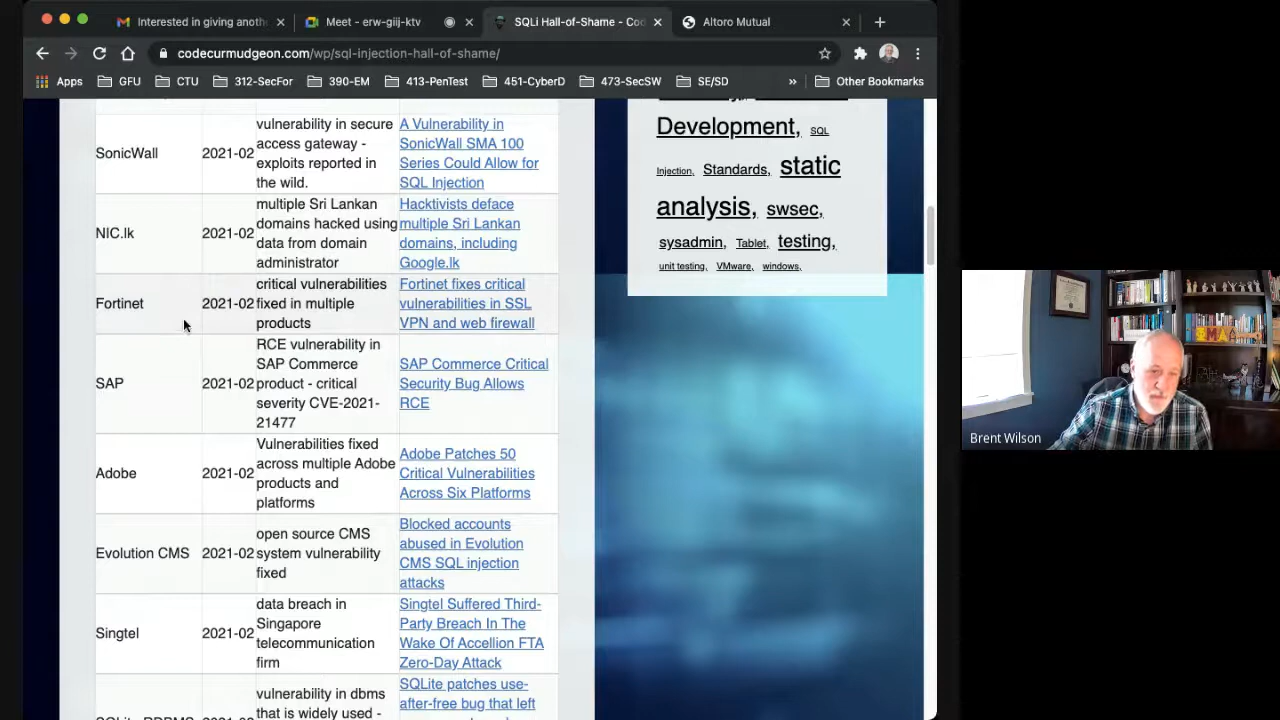 Interested in giving anoth
Meet - erw-giij-ktv
SQLi Hall-of-Shame - Co
Altoro Mutual
codecurmudgeon.com/wp/sql-injection-hall-of-shame/
Apps
GFU
CTU
312-SecFor
390-EM
413-PenTest
451-CyberD
473-SecSW
SE/SD
»
Other Bookmarks
SonicWall
2021-02
vulnerability in secure
access gateway -
exploits reported in
the wild.
A Vulnerability in
SonicWall SMA 100
Series Could Allow for
SQL Injection
NIC.lk
2021-02
multiple Sri Lankan
domains hacked using
data from domain
administrator
Hacktivists deface
multiple Sri Lankan
domains, including
Google.lk
Fortinet
2021-02
critical vulnerabilities
fixed in multiple
products
Fortinet fixes critical
vulnerabilities in SSL
VPN and web firewall
SAP
2021-02
RCE vulnerability in
SAP Commerce
product - critical
severity CVE-2021-
21477
SAP Commerce Critical
Security Bug Allows
RCE
Adobe
2021-02
Vulnerabilities fixed
across multiple Adobe
products and
platforms
Adobe Patches 50
Critical Vulnerabilities
Across Six Platforms
Evolution CMS
2021-02
open source CMS
system vulnerability
fixed
Blocked accounts
abused in Evolution
CMS SQL injection
attacks
Singtel
2021-02
data breach in
Singapore
telecommunication
firm
Singtel Suffered Third-
Party Breach In The
Wake Of Accellion FTA
Zero-Day Attack
vulnerability in dbms
that is widely used -
SQLite patches use-
after-free bug that left
Development, SQL
Injection, Standards, static
analysis, swsec,
sysadmin, Tablet, testing,
unit testing, VMware, windows,
Brent Wilson